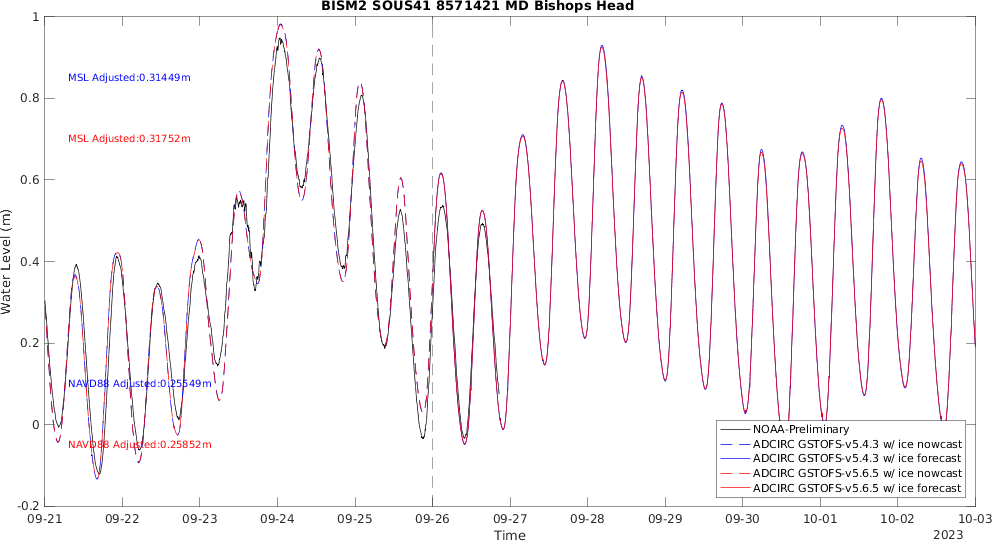 BISM2 SOUS41 8571421 MD Bishops Head
1
0.8
0.6
0.4
0.2
0
-0.2
Water Level (m)
MSL Adjusted:0.31449m
MSL Adjusted:0.31752m
NAVD88 Adjusted:0.25549m
NAVD88 Adjusted:0.25852m
NOAA-Preliminary
ADCIRC GSTOFS-v5.4.3 w/ ice nowcast
ADCIRC GSTOFS-v5.4.3 w/ ice forecast
ADCIRC GSTOFS-v5.6.5 w/ ice nowcast
ADCIRC GSTOFS-v5.6.5 w/ ice forecast
09-21 09-22 09-23 09-24 09-25 09-26 09-27 09-28 09-29 09-30 10-01 10-02 10-03
Time
2023